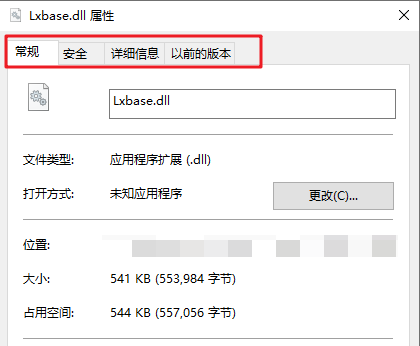 Lxbase.dll 属性
常规 安全 详细信息 以前的版本
Lxbase.dll
文件类型: 应用程序扩展 (.dll)
打开方式: 未知应用程序 更改(C)...
位置:
大小: 541 KB (553,984 字节)
占用空间: 544 KB (557,056 字节)